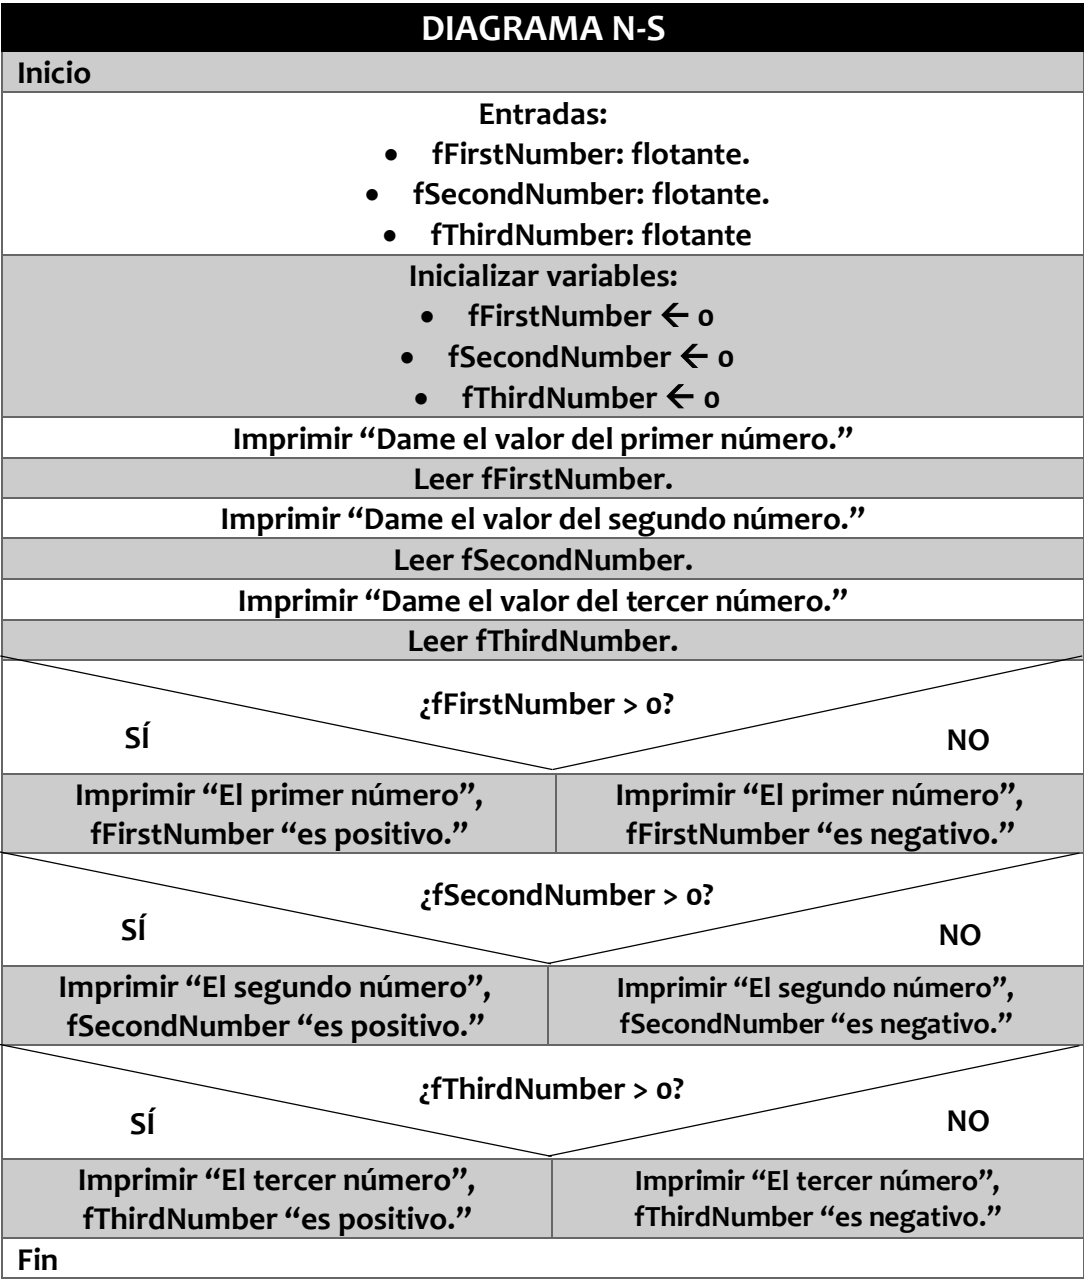 DIAGRAMA N-S
Inicio
Entradas:
• fFirstNumber: flotante.
• fSecondNumber: flotante.
• fThirdNumber: flotante
Inicializar variables:
• fFirstNumber ← 0
• fSecondNumber ← 0
• fThirdNumber ← 0
Imprimir “Dame el valor del primer número.”
Leer fFirstNumber.
Imprimir “Dame el valor del segundo número.”
Leer fSecondNumber.
Imprimir “Dame el valor del tercer número.”
Leer fThirdNumber.
¿fFirstNumber > 0?
SÍ
NO
Imprimir “El primer número”,
fFirstNumber “es positivo.”
Imprimir “El primer número”,
fFirstNumber “es negativo.”
¿fSecondNumber > 0?
SÍ
NO
Imprimir “El segundo número”,
fSecondNumber “es positivo.”
Imprimir “El segundo número”,
fSecondNumber “es negativo.”
¿fThirdNumber > 0?
SÍ
NO
Imprimir “El tercer número”,
fThirdNumber “es positivo.”
Imprimir “El tercer número”,
fThirdNumber “es negativo.”
Fin